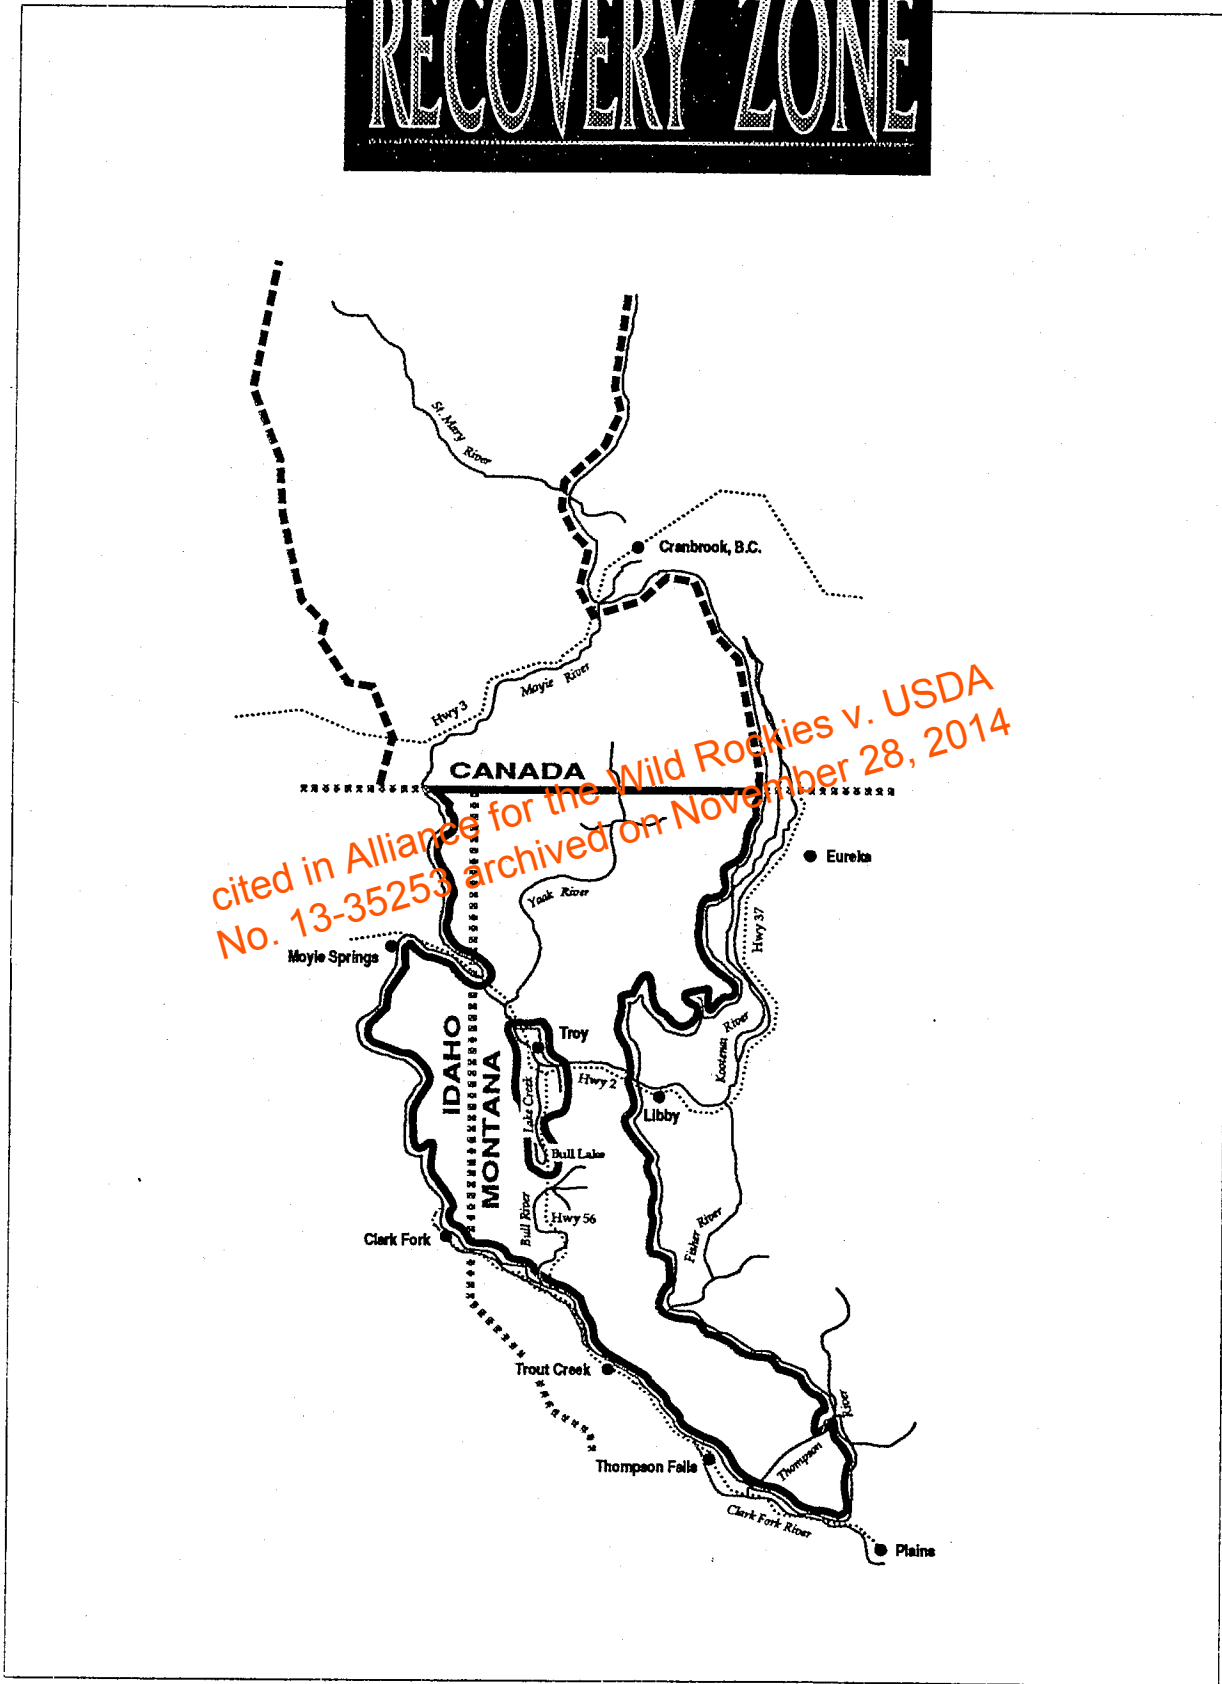 RECOVERY ZONE
St. Mary River
Cranbrook, B.C.
Moyie River
Hwy 3
CANADA
cited in Alliance for the Wild Rockies v. USDA
No. 13-35253 archived on November 28, 2014
Eureka
Yaak River
Hwy 37
Moyie Springs
IDAHO
MONTANA
Troy
Kootenai River
Hwy 2
Lake Creek
Libby
Bull Lake
Bull River
Hwy 56
Fisher River
Clark Fork
Trout Creek
Thompson River
Thompson Falls
Clark Fork River
Plains